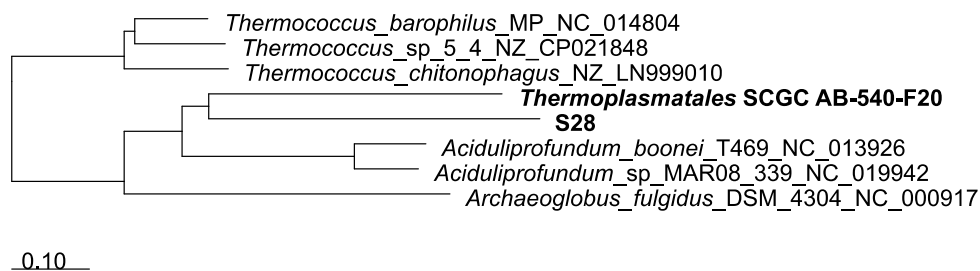 Thermococcus_barophilus_MP_NC_014804
Thermococcus_sp_5_4_NZ_CP021848
Thermococcus_chitonophagus_NZ_LN999010
Thermoplasmatales SCGC AB-540-F20
S28
Aciduliprofundum_boonei_T469_NC_013926
Aciduliprofundum_sp_MAR08_339_NC_019942
Archaeoglobus_fulgidus_DSM_4304_NC_000917
0.10